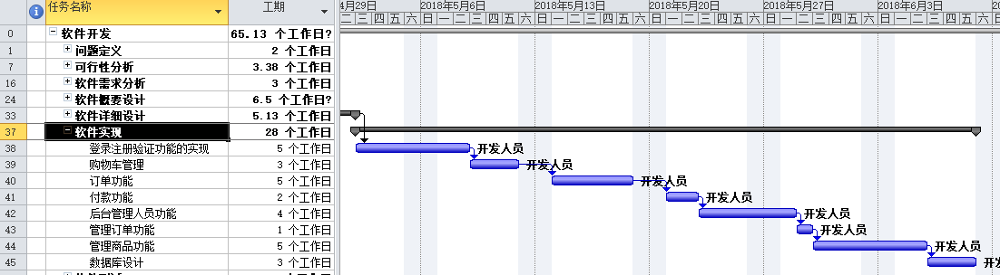 任务名称 工期 4月29日 2018年5月6日 2018年5月13日 2018年5月20日 2018年5月27日 2018年6月3日
二 三 四 五 六 日 一 二 三 四 五 六 日 一 二 三 四 五 六 日 一 二 三 四 五 六 日 一 二 三 四 五 六 日 一 二 三 四 五 六
0 软件开发 65.13 个工作日?
1 问题定义 2 个工作日
7 可行性分析 3.38 个工作日
16 软件需求分析 3 个工作日
24 软件概要设计 6.5 个工作日?
33 软件详细设计 5.13 个工作日
37 软件实现 28 个工作日
38 登录注册验证功能的实现 5 个工作日 开发人员
39 购物车管理 3 个工作日 开发人员
40 订单功能 5 个工作日 开发人员
41 付款功能 2 个工作日 开发人员
42 后台管理人员功能 4 个工作日 开发人员
43 管理订单功能 1 个工作日 开发人员
44 管理商品功能 5 个工作日 开发人员
45 数据库设计 3 个工作日 开